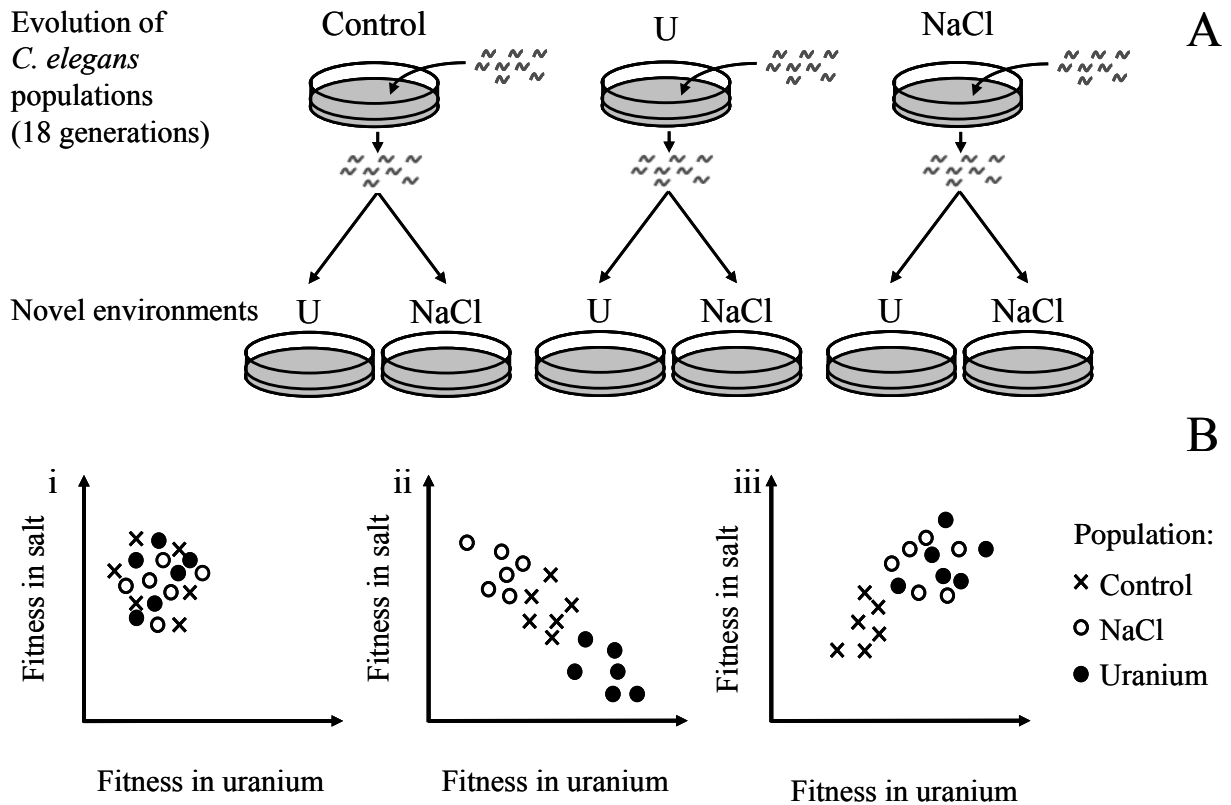 Evolution of
C. elegans
populations
(18 generations)
Control
U
NaCl
A
Novel environments
U
NaCl
U
NaCl
U
NaCl
B
i
Fitness in salt
Fitness in uranium
ii
Fitness in salt
Fitness in uranium
iii
Fitness in salt
Fitness in uranium
Population:
Control
NaCl
Uranium